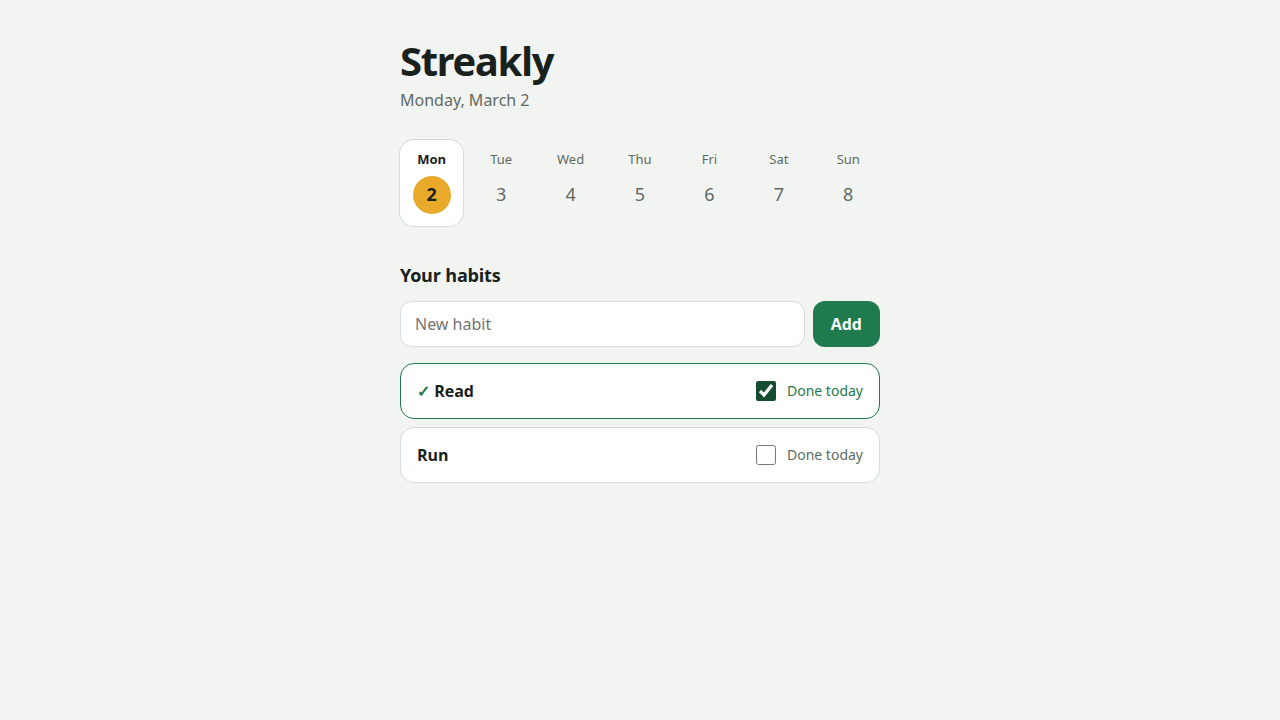 Streakly
Monday, March 2
Mon Tue Wed Thu Fri Sat Sun
2 3 4 5 6 7 8
Your habits
New habit Add
✓ Read Done today
Run Done today